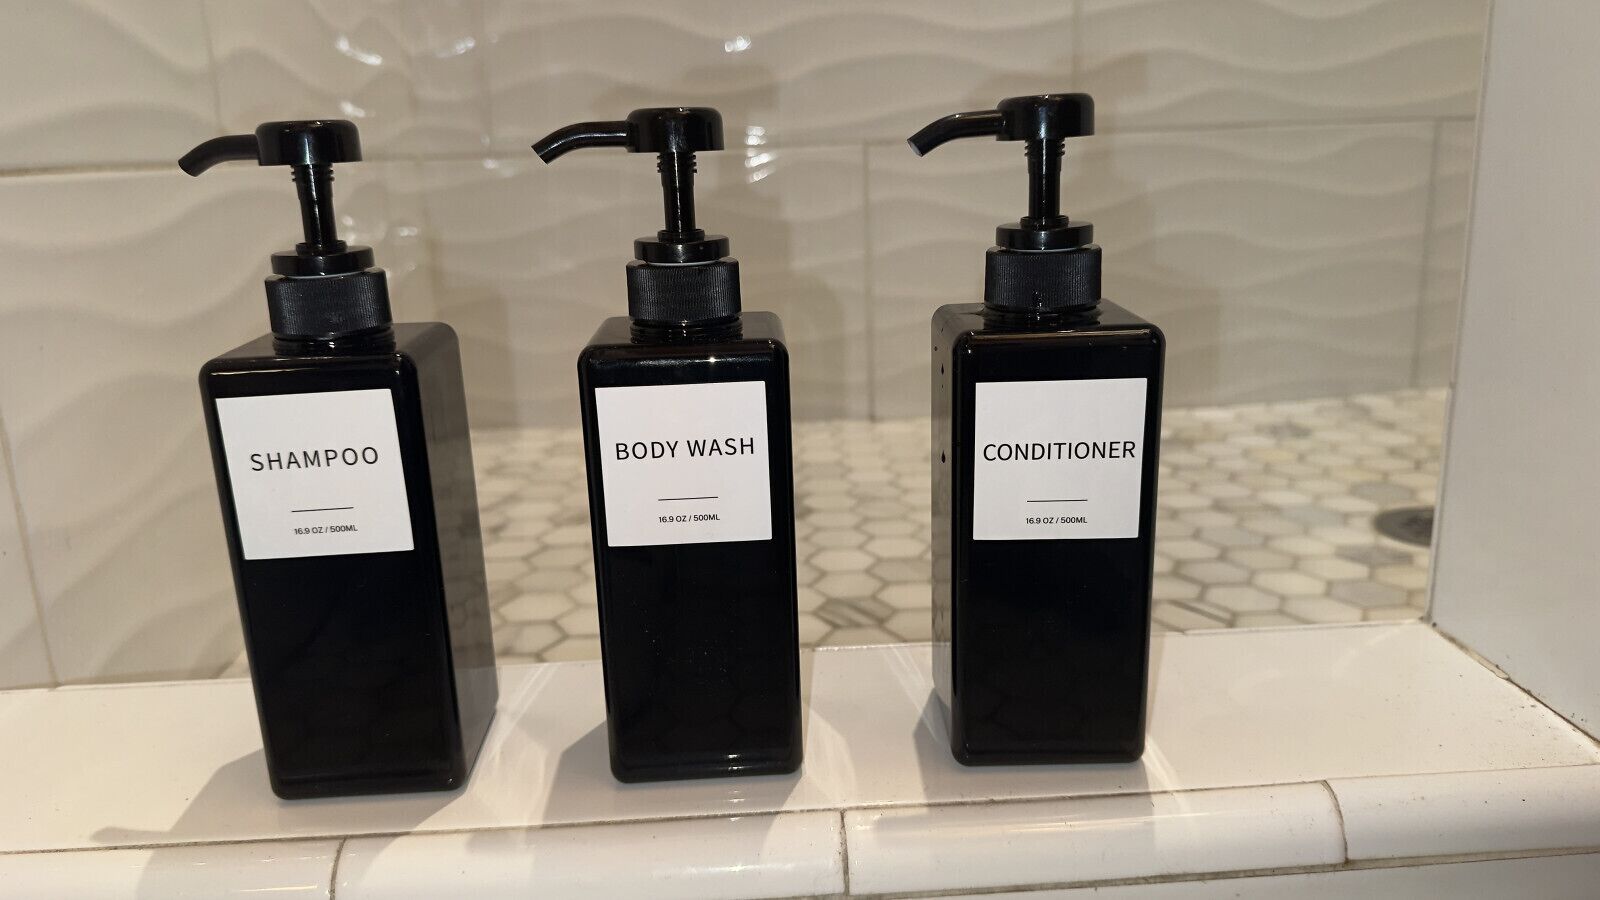 SHAMPOO
16.9 OZ / 500ML
BODY WASH
16.9 OZ / 500ML
CONDITIONER
16.9 OZ / 500ML